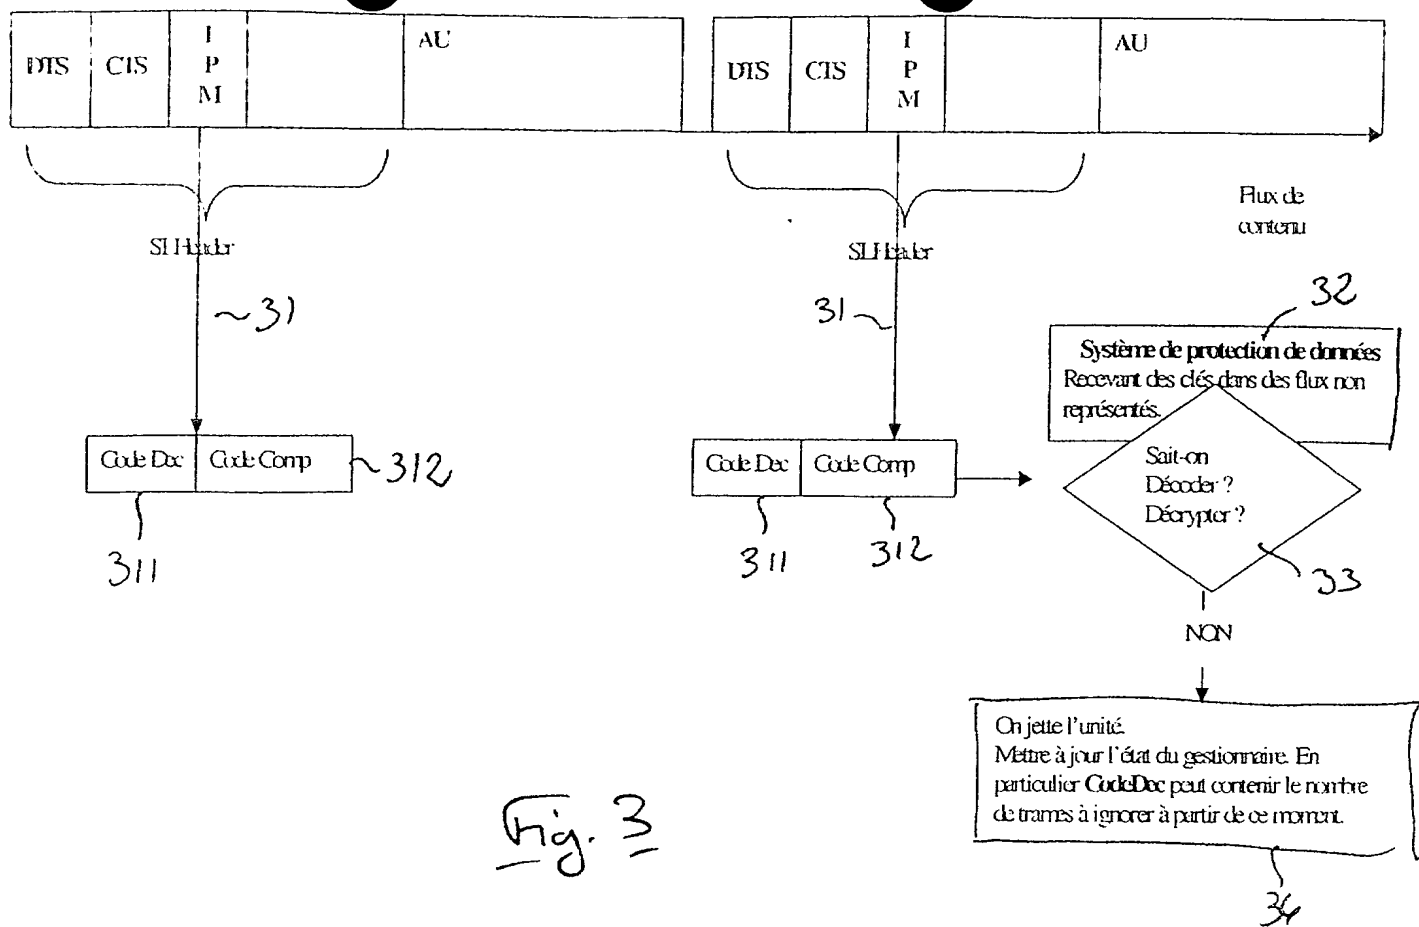 DTS CTS I P M AU
DTS CTS I P M AU
Flux de
contenu
SL Header
SL Header
31
31
32
Système de protection de données
Recevant des clés dans des flux non
représentés.
Code Dec Code Comp
312
Code Dec Code Comp
Sait-on
Décoder ?
Décrypter ?
311
311
312
33
NON
On jette l'unité.
Mettre à jour l'état du gestionnaire. En
particulier CodeDec peut contenir le nombre
de trames à ignorer à partir de ce moment.
Fig. 3
34